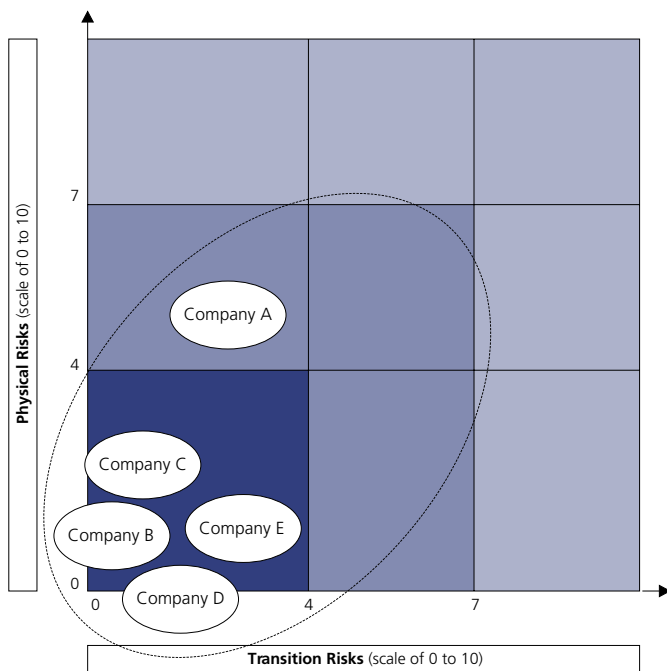 Physical Risks (scale of 0 to 10)
7
Company A
4
Company C
Company B
Company E
0
Company D
0
4
7
Transition Risks (scale of 0 to 10)